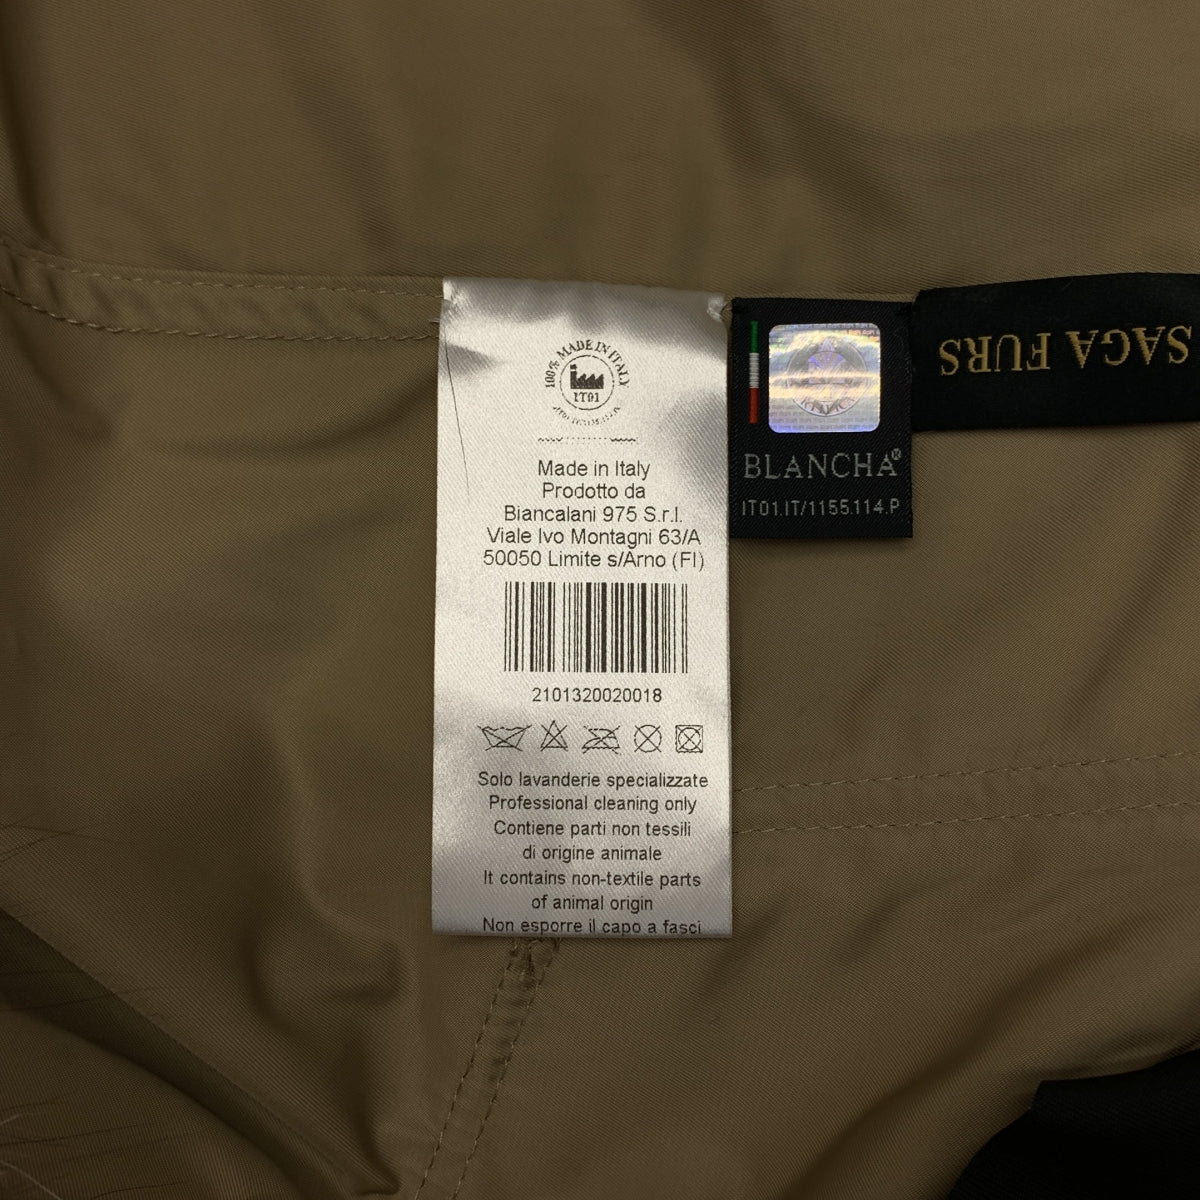 100% MADE IN ITALY
IT01
Made in Italy
Prodotto da
Biancalani 975 S.r.l.
Viale Ivo Montagni 63/A
50050 Limite s/Arno (FI)
2101320020018
Solo lavanderie specializzate
Professional cleaning only
Contiene parti non tessili
di origine animale
It contains non-textile parts
of animal origin
Non esporre il capo a fasci
BLANCHA®
IT01.IT/1155.114.P
SAGA FURS